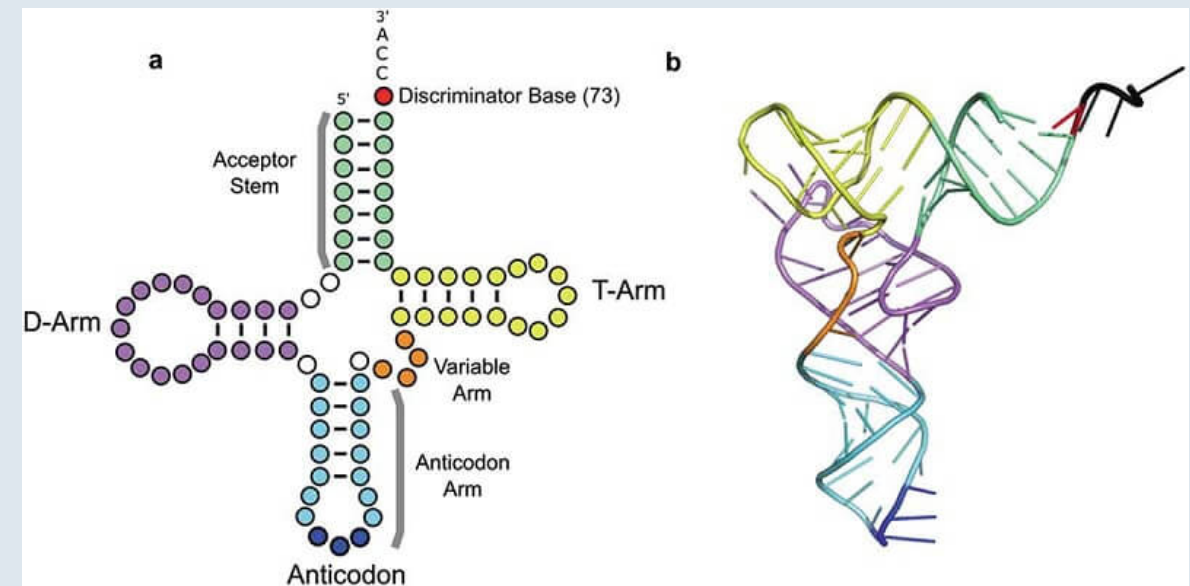 a
3'
A
C
C
C
5'
Discriminator Base (73)
Acceptor
Stem
D-Arm
T-Arm
Variable
Arm
Anticodon
Arm
Anticodon
b